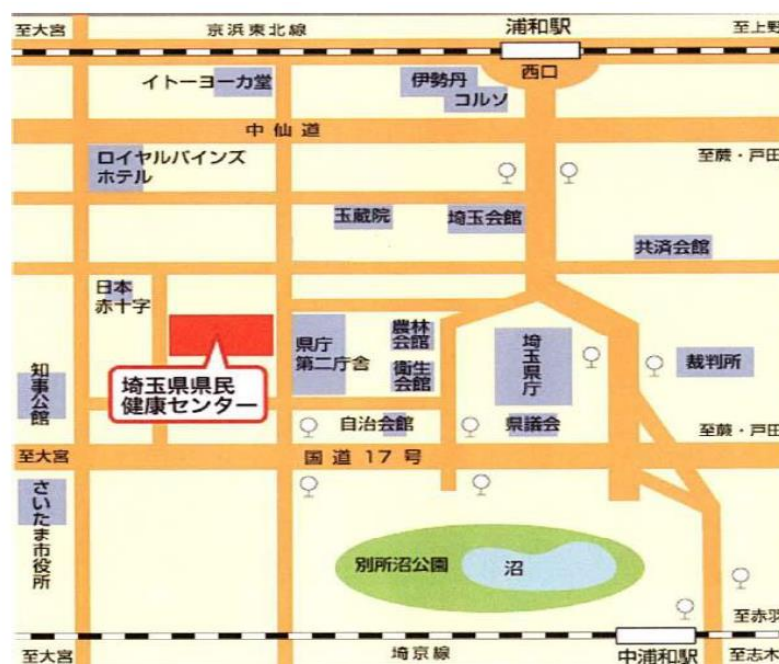 至大宮
京浜東北線
浦和駅
至上野
西口
イトーヨーカ堂
伊勢丹
コルソ
中仙道
ロイヤルパインズ
ホテル
至蕨・戸田
玉蔵院
埼玉会館
共済会館
日本
赤十字
県庁
第二庁舎
農林
会館
衛生
会館
埼玉県庁
裁判所
知事公館
埼玉県県民
健康センター
自治会館
県議会
至大宮
国道17号
至蕨・戸田
さいたま市役所
別所沼公園
沼
至赤羽
至大宮
埼京線
中浦和駅
至志木